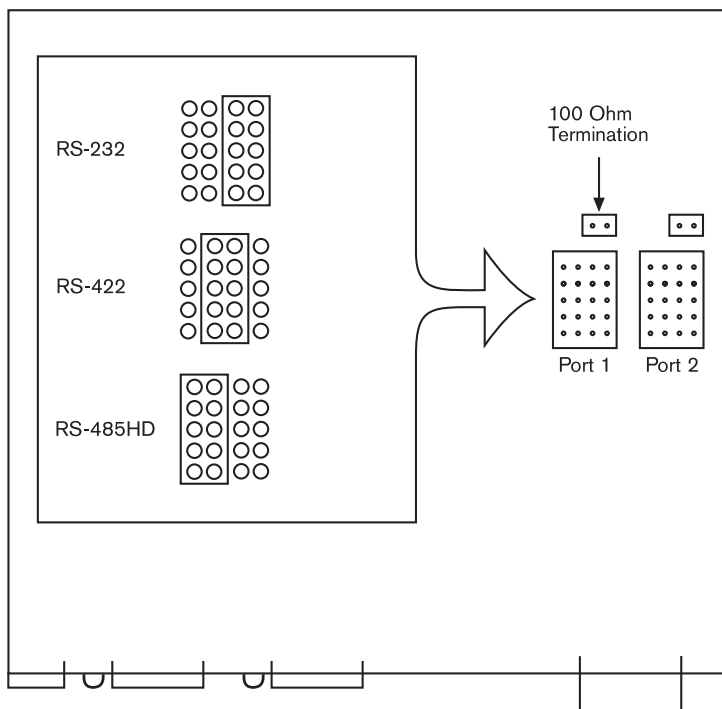 RS-232
RS-422
RS-485HD
100 Ohm
Termination
Port 1
Port 2